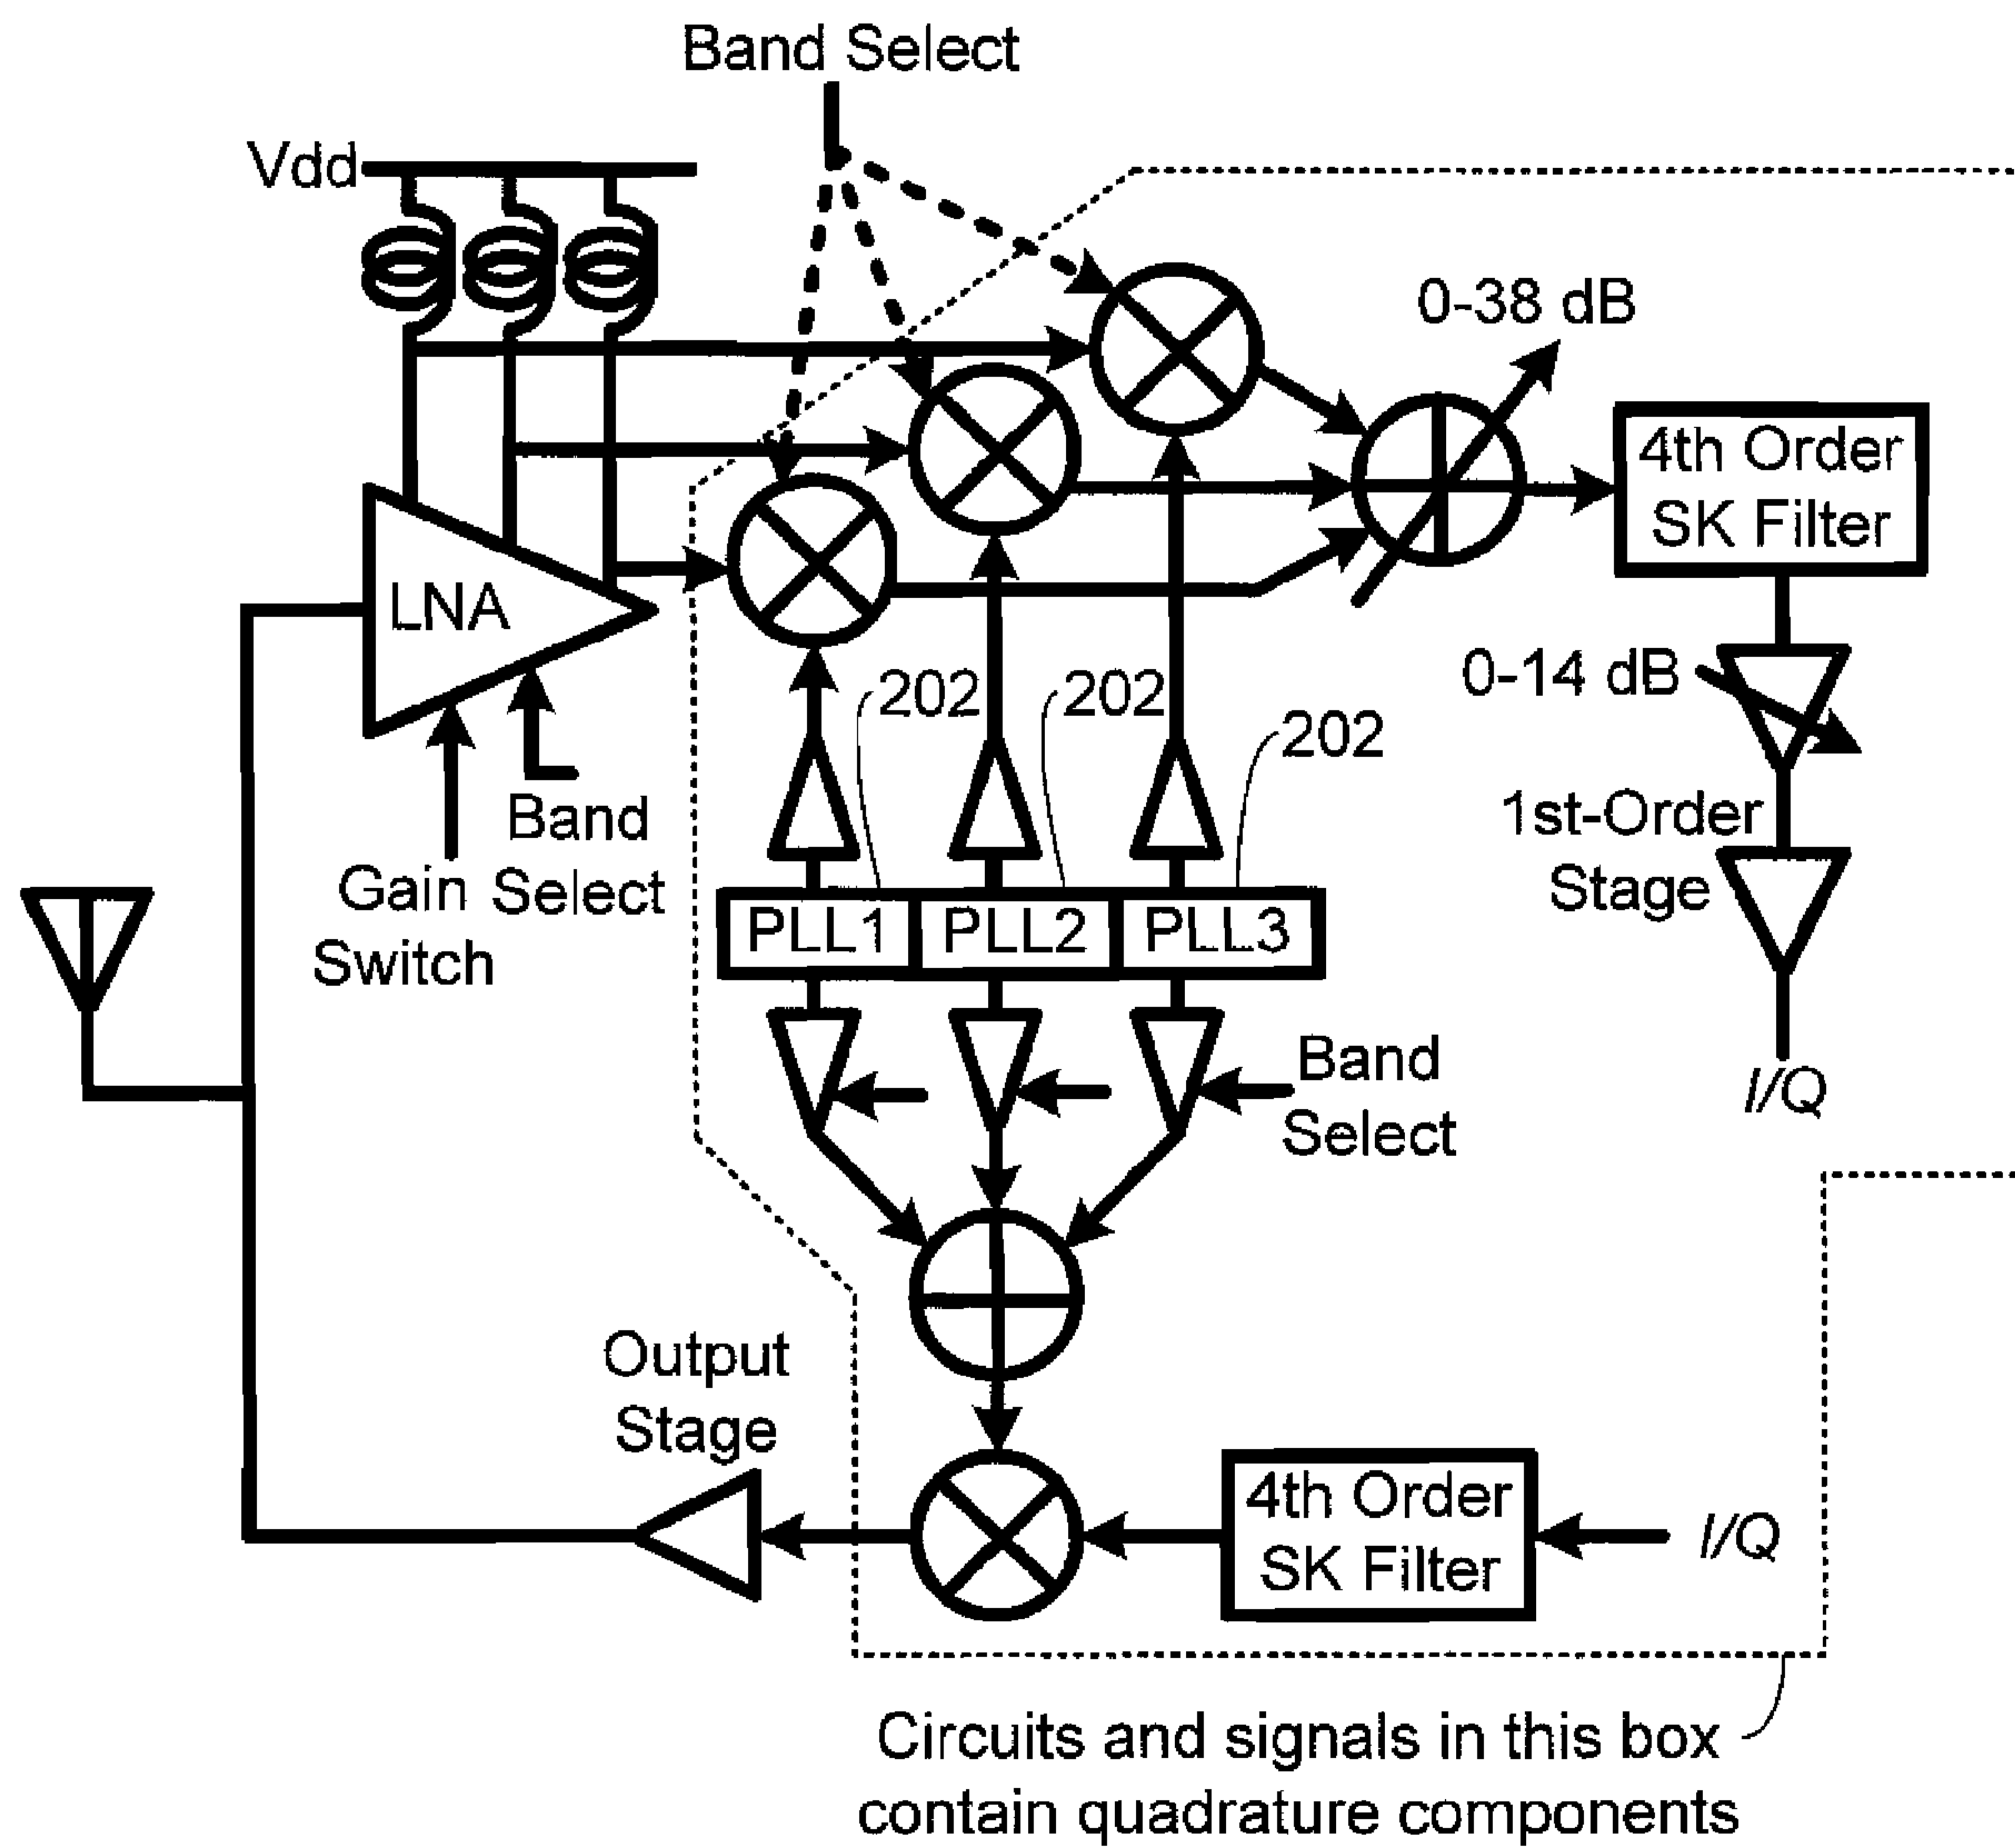 Band Select
Vdd
0-38 dB
4th Order
SK Filter
LNA
0-14 dB
202
202
202
Band
Select
Gain
Switch
1st-Order
Stage
PLL1
PLL2
PLL3
Band
Select
I/Q
Output
Stage
4th Order
SK Filter
I/Q
Circuits and signals in this box
contain quadrature components